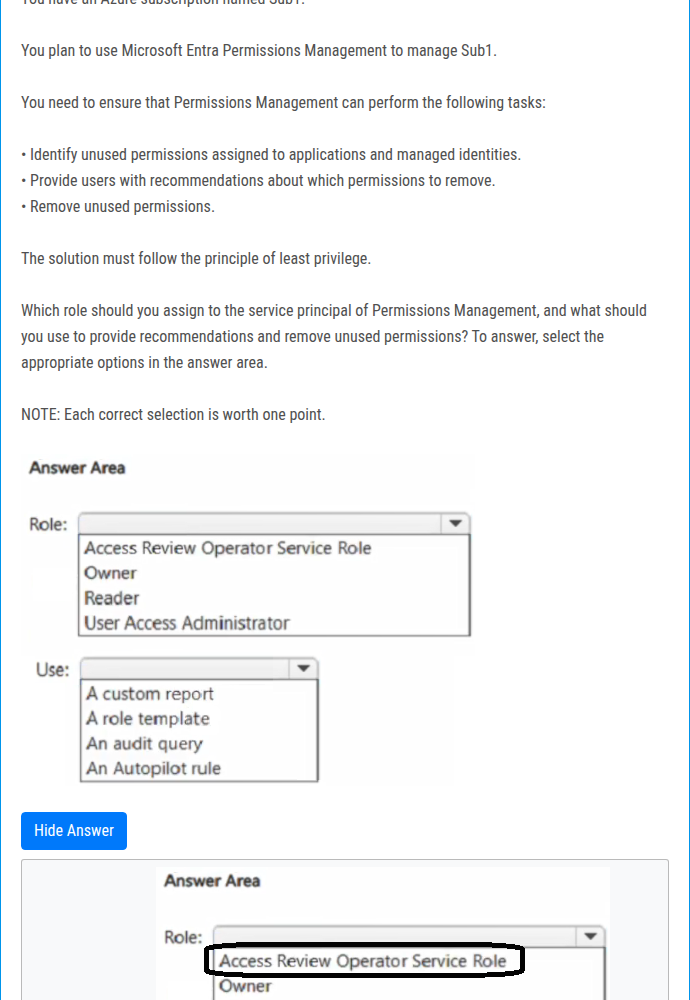 You have an Azure subscription named Sub1.
You plan to use Microsoft Entra Permissions Management to manage Sub1.
You need to ensure that Permissions Management can perform the following tasks:
• Identify unused permissions assigned to applications and managed identities.
• Provide users with recommendations about which permissions to remove.
• Remove unused permissions.
The solution must follow the principle of least privilege.
Which role should you assign to the service principal of Permissions Management, and what should
you use to provide recommendations and remove unused permissions? To answer, select the
appropriate options in the answer area.
NOTE: Each correct selection is worth one point.
Answer Area
Role:
Access Review Operator Service Role
Owner
Reader
User Access Administrator
Use:
A custom report
A role template
An audit query
An Autopilot rule
Hide Answer
Answer Area
Role:
Access Review Operator Service Role
Owner